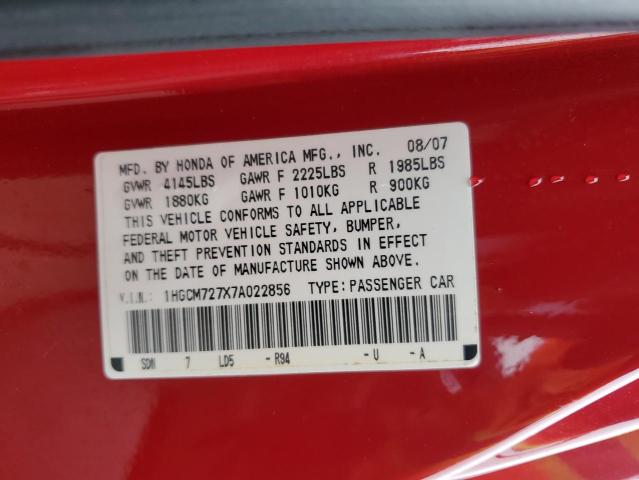 MFD. BY HONDA OF AMERICA MFG., INC. 08/07
GVWR 4145LBS GAWR F 2225LBS R 1985LBS
GVWR 1880KG GAWR F 1010KG R 900KG
THIS VEHICLE CONFORMS TO ALL APPLICABLE
FEDERAL MOTOR VEHICLE SAFETY, BUMPER,
AND THEFT PREVENTION STANDARDS IN EFFECT
ON THE DATE OF MANUFACTURE SHOWN ABOVE.
V.I.N.: 1HGCM727X7A022856 TYPE: PASSENGER CAR
SDN 7 LD5 - R94 - U - A